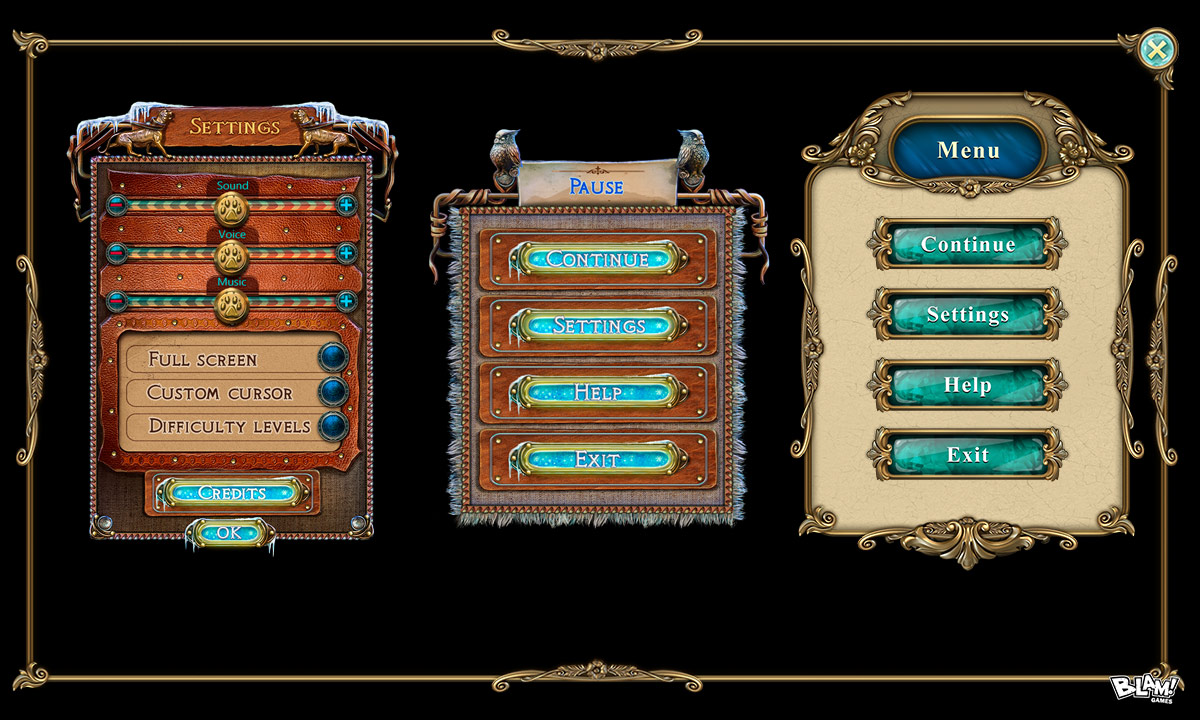 Settings
Sound
Voice
Music
Full screen
Custom cursor
Difficulty levels
Credits
OK
Pause
Continue
Settings
Help
Exit
Menu
Continue
Settings
Help
Exit
B-LAM!
GAMES